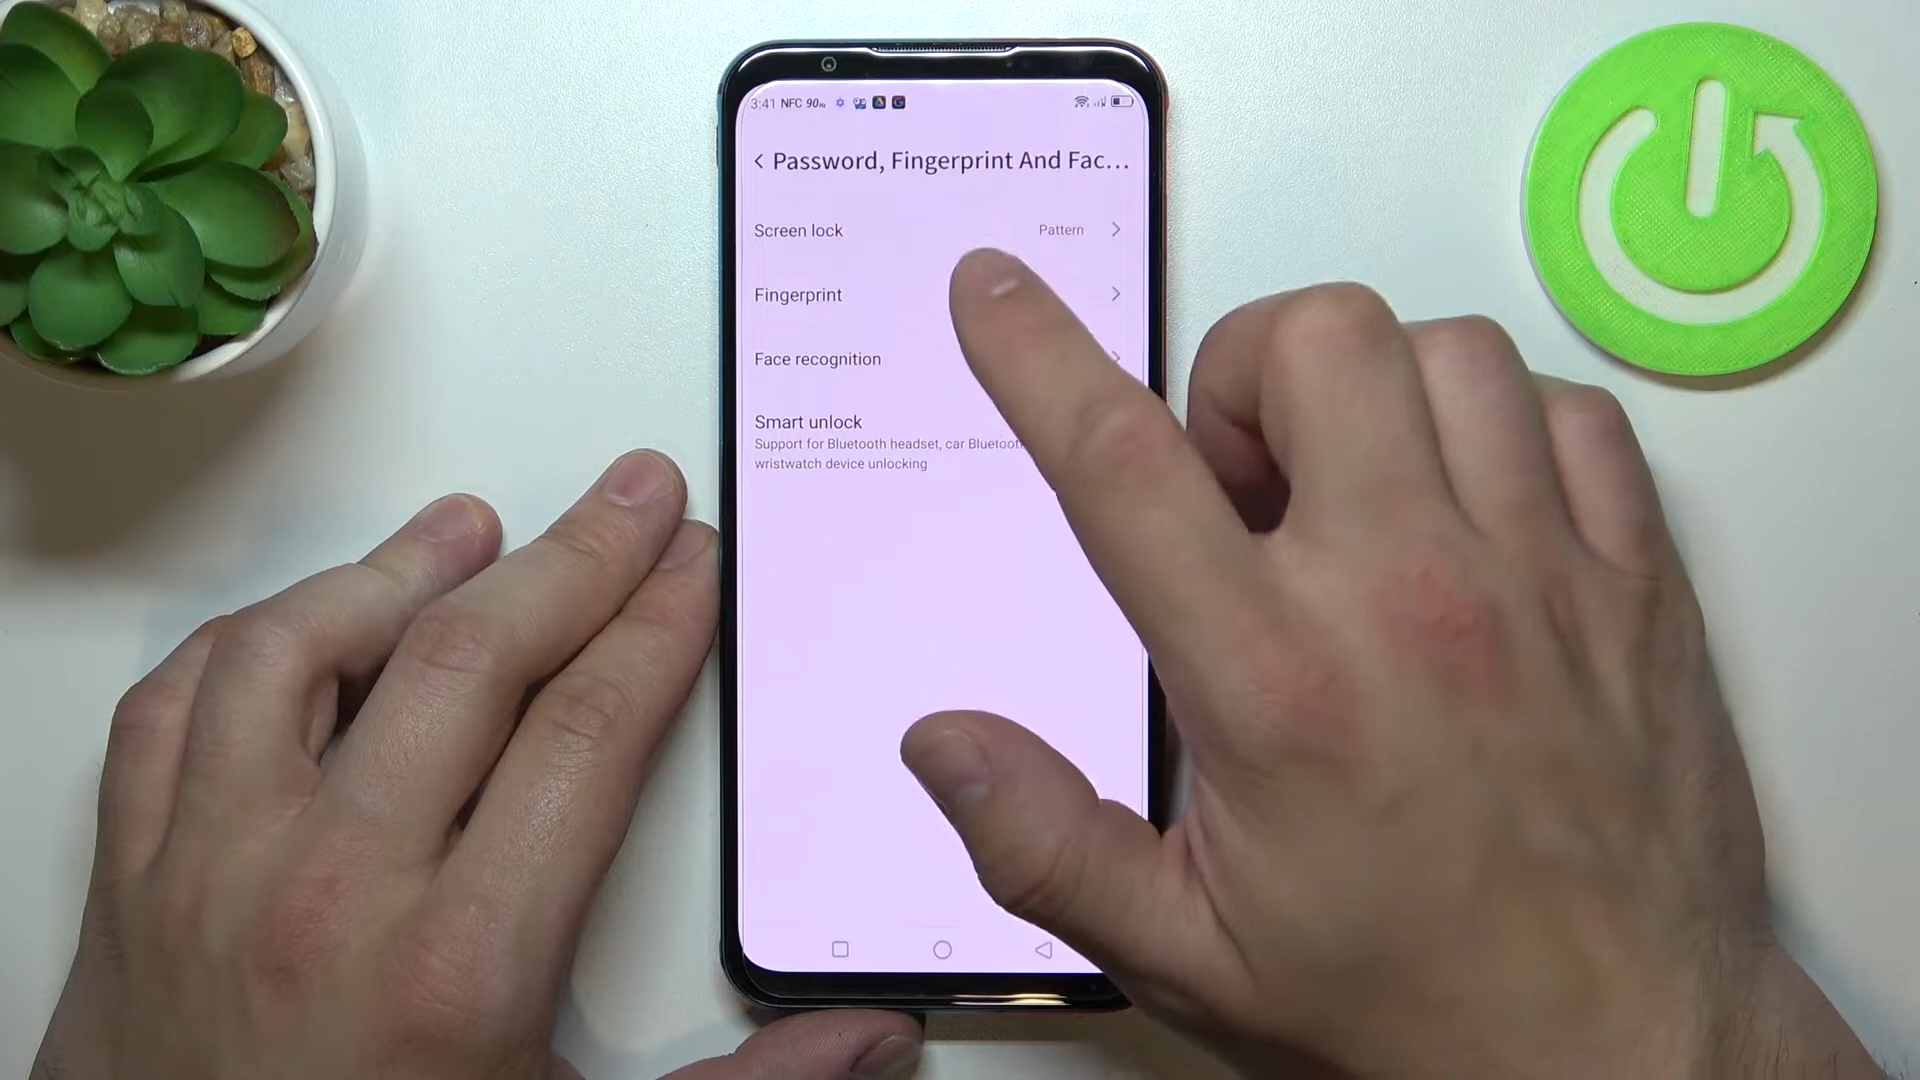 3:41 NFC 90Hz
Password, Fingerprint And Fac...
Screen lock Pattern
Fingerprint
Face recognition
Smart unlock
Support for Bluetooth headset, car Bluetoot
wristwatch device unlocking